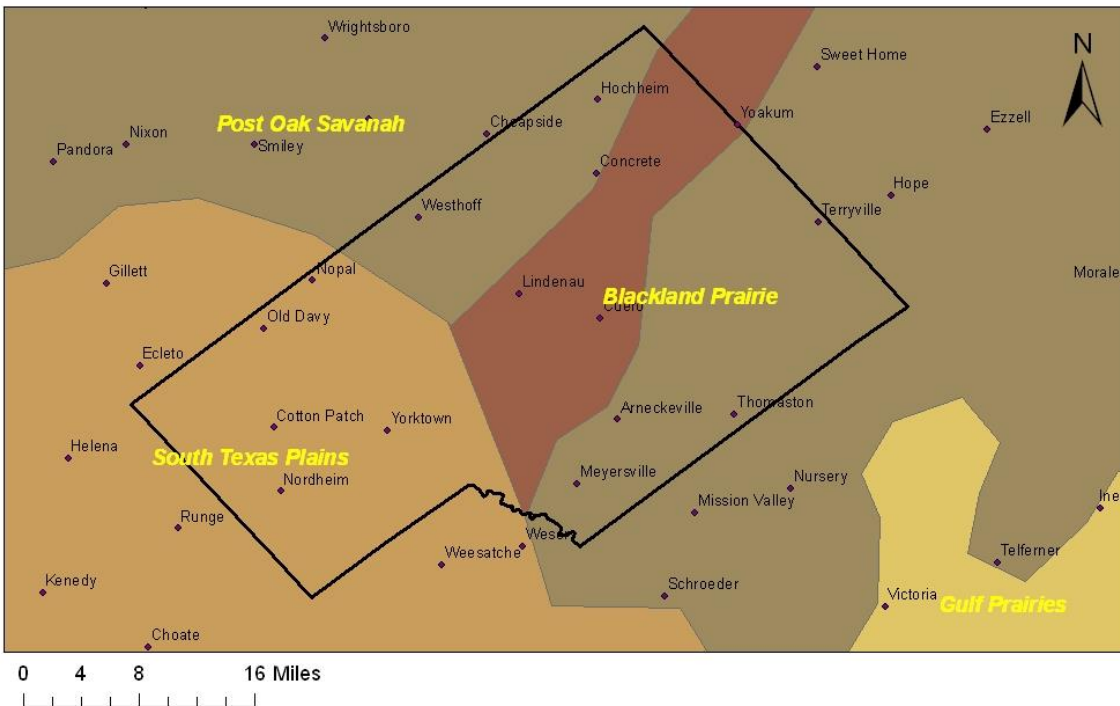 Wrightsboro
N
Sweet Home
Hochheim
Post Oak Savanah
Cheapside
Yoakum
Ezzell
Nixon
Smiley
Pandora
Concrete
Hope
Westhoff
Terryville
Gillett
Nopal
Morale
Lindenau
Blackland Prairie
Cuero
Old Davy
Ecleto
Cotton Patch
Yorktown
Arneckeville
Thomaston
Helena
South Texas Plains
Nordheim
Meyersville
Nursery
Mission Valley
Ine
Runge
Weser
Weesatche
Telferner
Kenedy
Schroeder
Victoria
Gulf Prairies
Choate
0 4 8 16 Miles